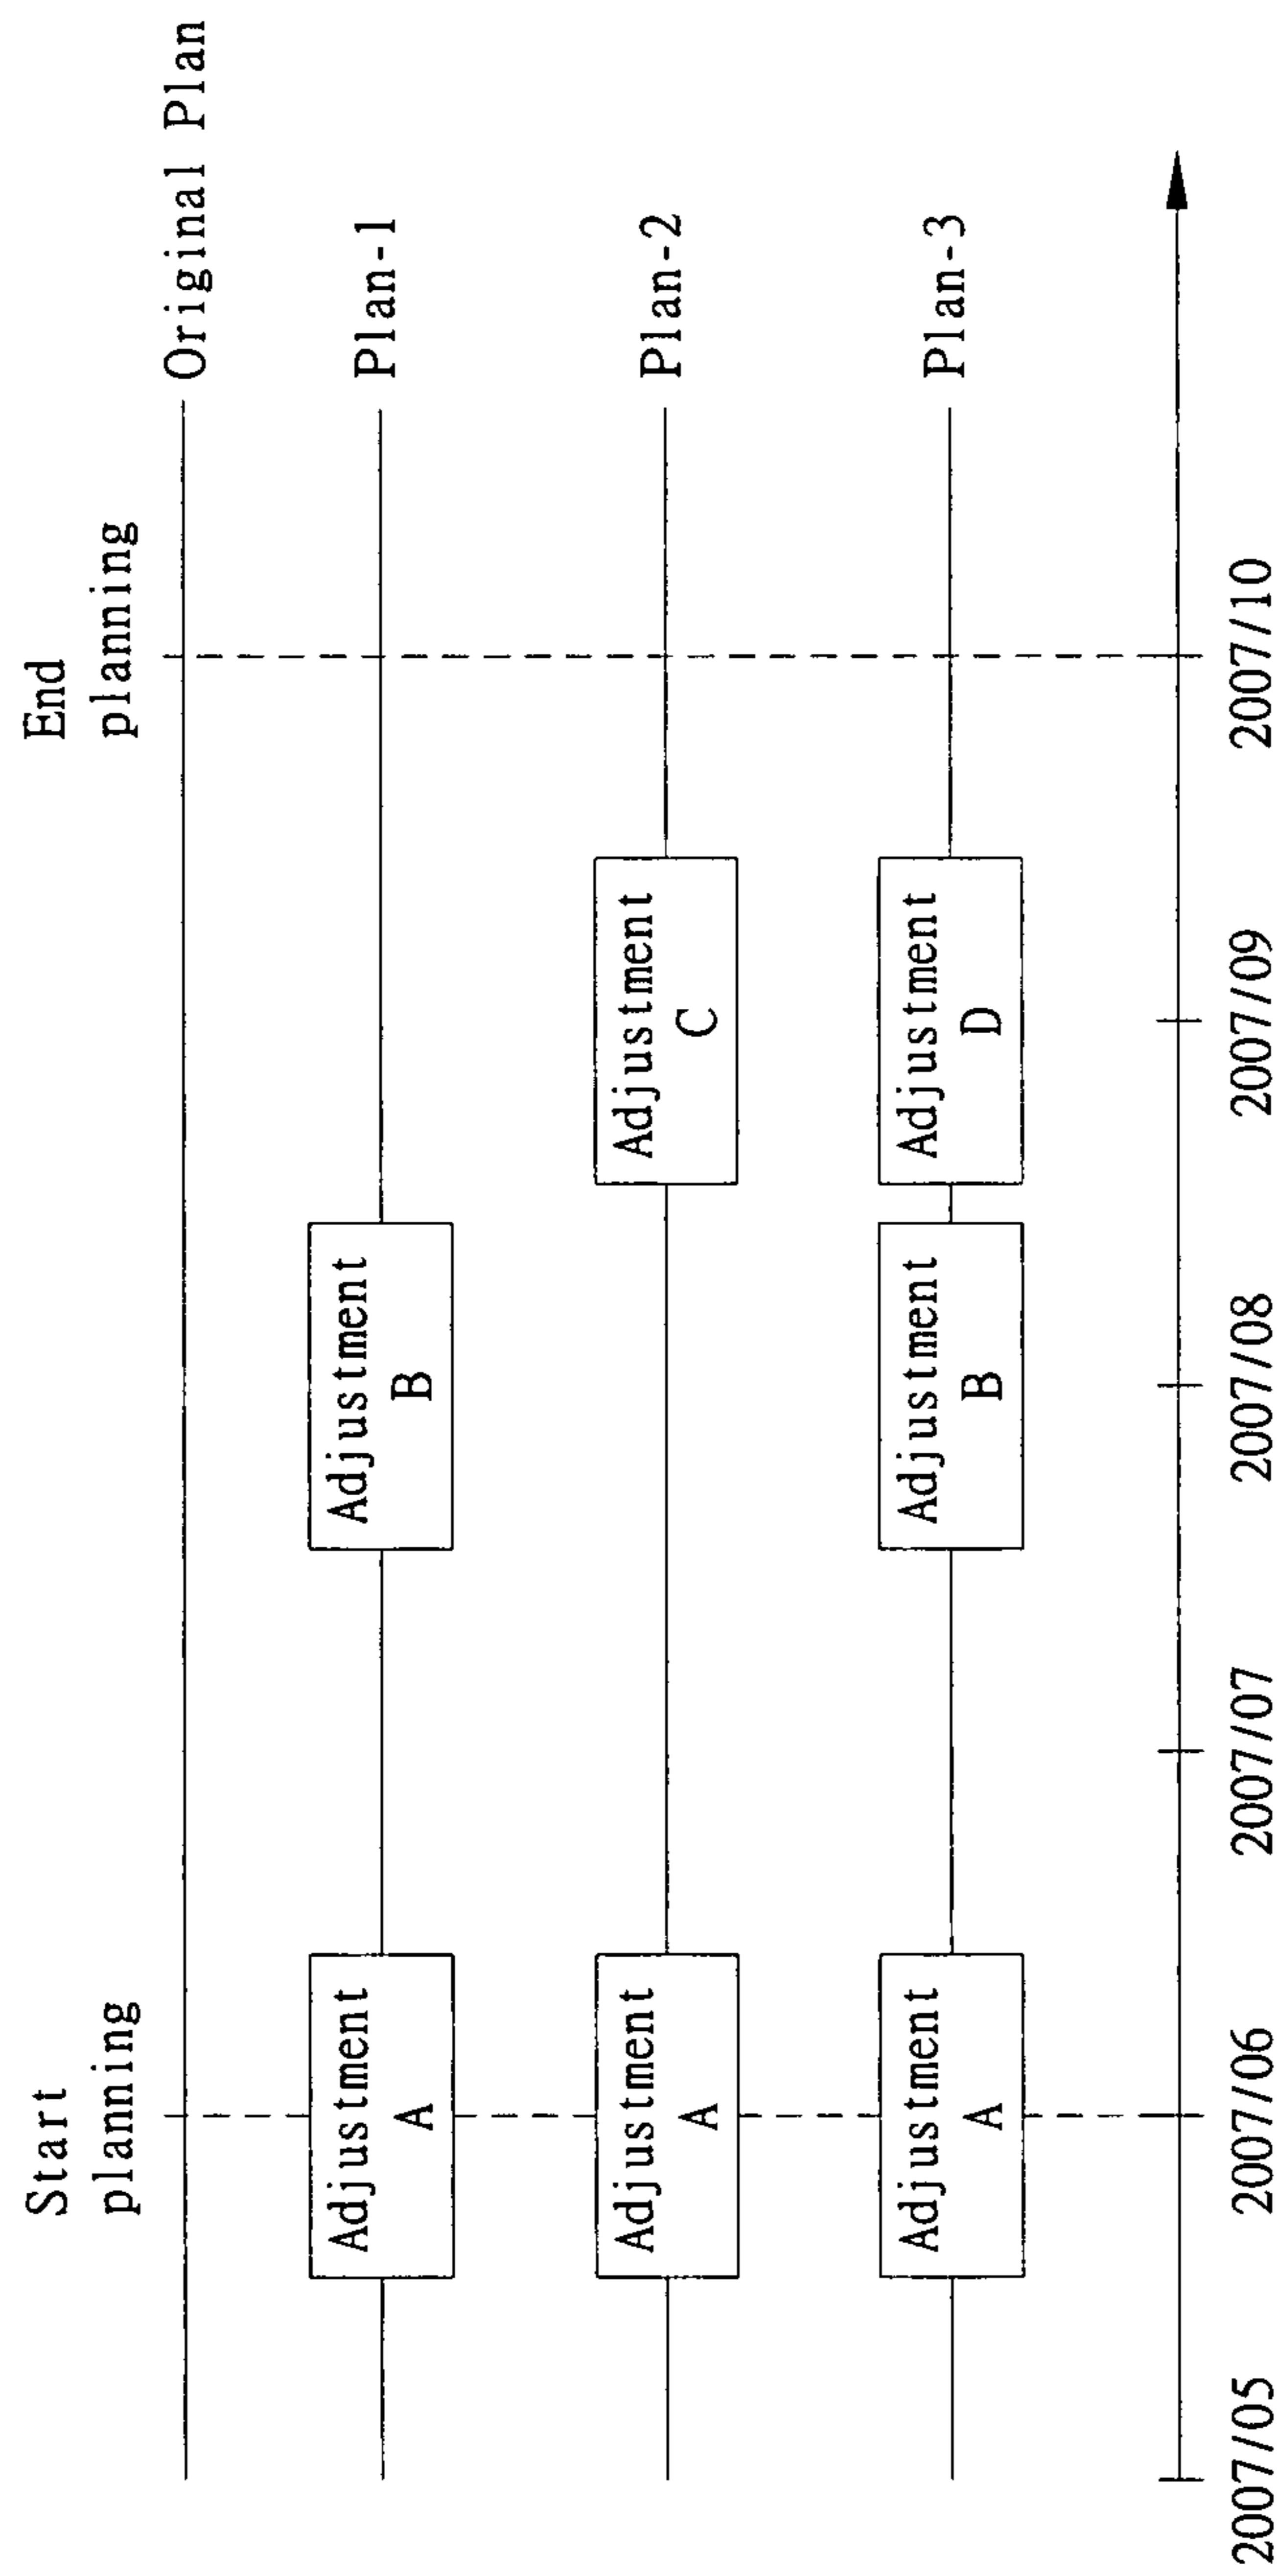 Start
planning
End
planning
Original Plan
Adjustment
A
Adjustment
B
Plan-1
Adjustment
A
Adjustment
C
Plan-2
Adjustment
A
Adjustment
B
Adjustment
D
Plan-3
2007/05
2007/06
2007/07
2007/08
2007/09
2007/10